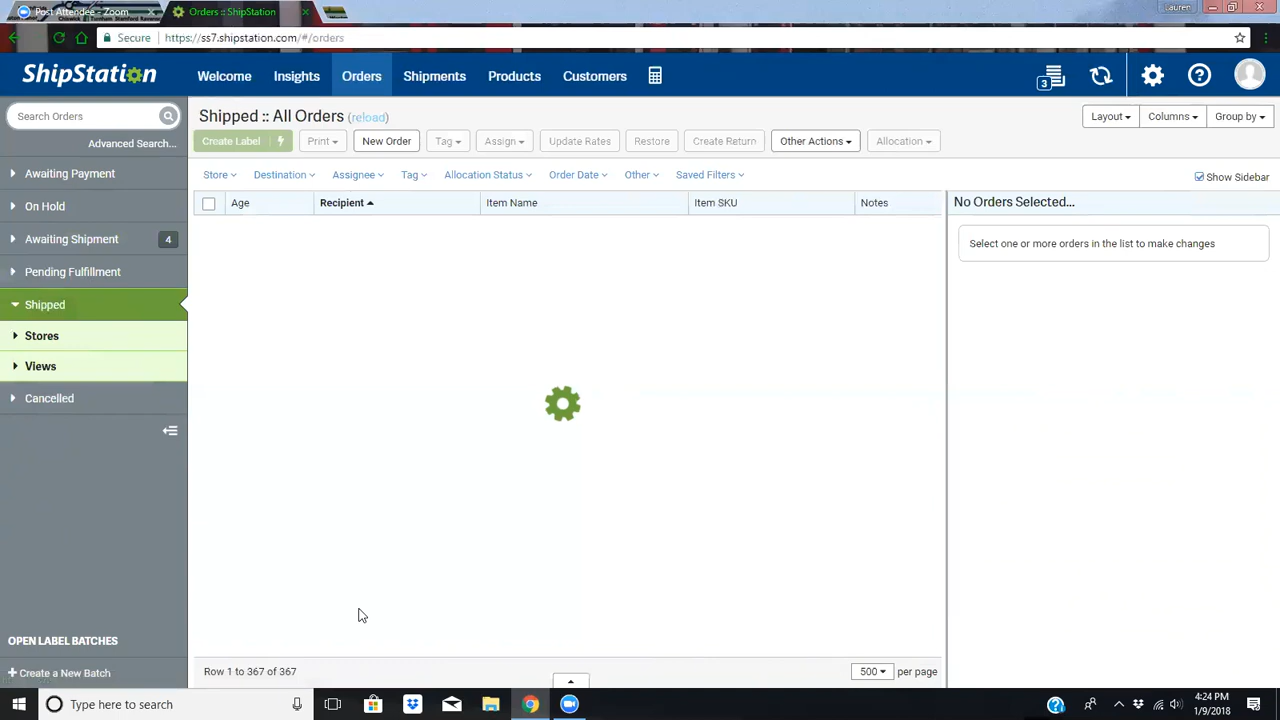 Post Attendee - Zoom
Orders :: ShipStation
Lauren
Secure
https://ss7.shipstation.com/#/orders
ShipStation
Welcome
Insights
Orders
Shipments
Products
Customers
3
Search Orders
Advanced Search...
Awaiting Payment
On Hold
Awaiting Shipment
4
Pending Fulfillment
Shipped
Stores
Views
Cancelled
OPEN LABEL BATCHES
Create a New Batch
Shipped :: All Orders (reload)
Layout
Columns
Group by
Create Label
Print
New Order
Tag
Assign
Update Rates
Restore
Create Return
Other Actions
Allocation
Store
Destination
Assignee
Tag
Allocation Status
Order Date
Other
Saved Filters
Show Sidebar
Age
Recipient
Item Name
Item SKU
Notes
No Orders Selected...
Select one or more orders in the list to make changes
Row 1 to 367 of 367
500
per page
Type here to search
4:24 PM
1/9/2018